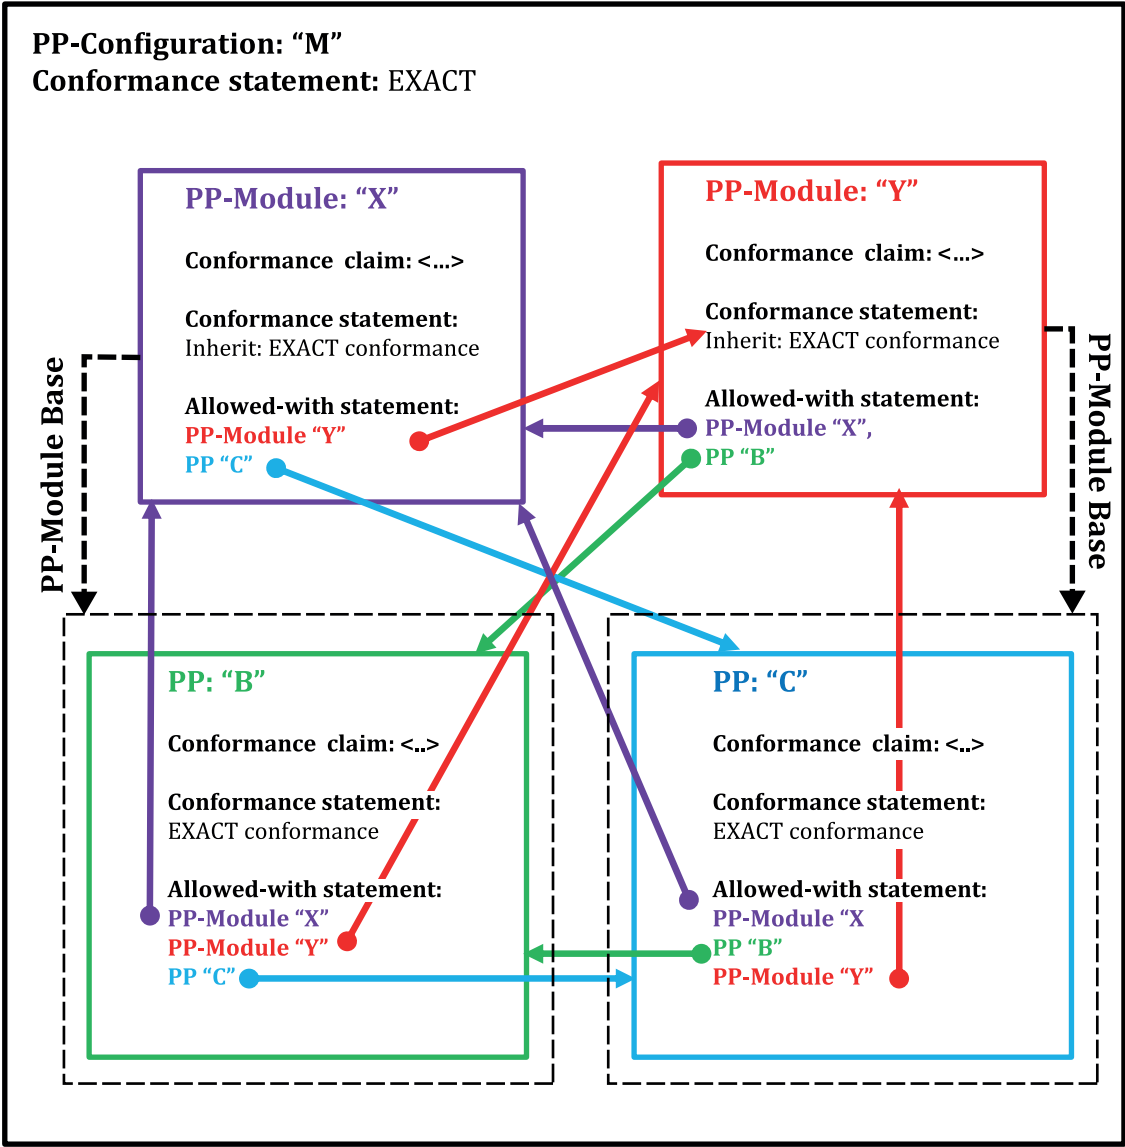 PP-Configuration: “M”
Conformance statement: EXACT
PP-Module: “X”
Conformance claim: <...>
Conformance statement:
Inherit: EXACT conformance
Allowed-with statement:
PP-Module “Y”
PP “C”
PP-Module: “Y”
Conformance claim: <...>
Conformance statement:
Inherit: EXACT conformance
Allowed-with statement:
PP-Module “X”,
PP “B”
PP-Module Base
PP-Module Base
PP: “B”
Conformance claim: <..>
Conformance statement:
EXACT conformance
Allowed-with statement:
PP-Module “X”
PP-Module “Y”
PP “C”
PP: “C”
Conformance claim: <..>
Conformance statement:
EXACT conformance
Allowed-with statement:
PP-Module “X
PP “B”
PP-Module “Y”